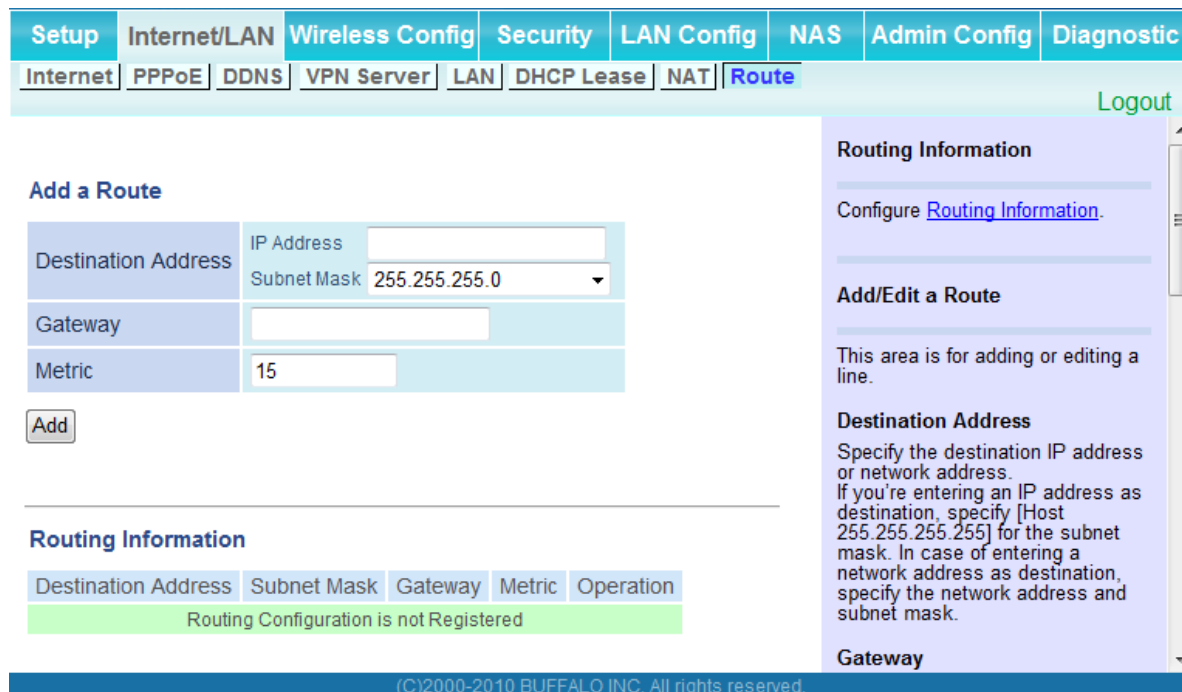 Setup Internet/LAN Wireless Config Security LAN Config NAS Admin Config Diagnostic
Internet PPPoE DDNS VPN Server LAN DHCP Lease NAT Route
Logout
Add a Route
Destination Address
IP Address
Subnet Mask 255.255.255.0
Gateway
Metric 15
Add
Routing Information
Destination Address Subnet Mask Gateway Metric Operation
Routing Configuration is not Registered
Routing Information
Configure Routing Information.
Add/Edit a Route
This area is for adding or editing a
line.
Destination Address
Specify the destination IP address
or network address.
If you're entering an IP address as
destination, specify [Host
255.255.255.255] for the subnet
mask. In case of entering a
network address as destination,
specify the network address and
subnet mask.
Gateway
(C)2000-2010 BUFFALO INC. All rights reserved.